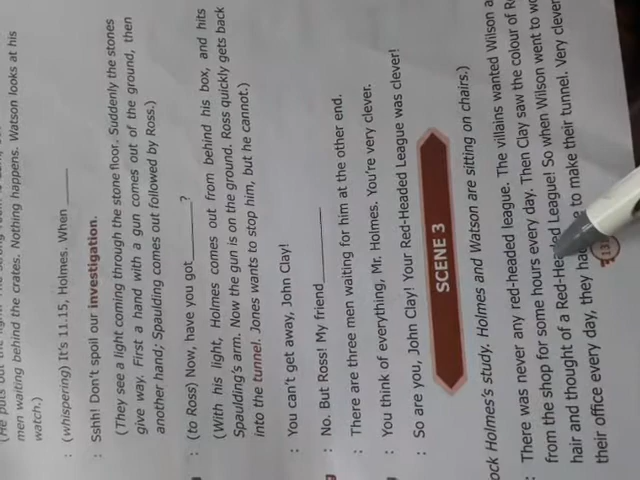 men waiting behind the crates. Nothing happens. Watson looks at his
watch.)
: (whispering) It's 11.15, Holmes. When ______
: Sshh! Don't spoil our investigation.
(They see a light coming through the stone floor. Suddenly the stones
give way. First a hand with a gun comes out of the ground, then
another hand; Spaulding comes out followed by Ross.)
: (to Ross) Now, have you got______?
(With his light, Holmes comes out from behind his box, and hits
Spaulding's arm. Now the gun is on the ground. Ross quickly gets back
into the tunnel. Jones wants to stop him, but he cannot.)
: You can't get away, John Clay!
: No. But Ross! My friend______
: There are three men waiting for him at the other end.
: You think of everything, Mr. Holmes. You're very clever.
: So are you, John Clay! Your Red-Headed League was clever!
SCENE 3
Holmes's study. Holmes and Watson are sitting on chairs.)
: There was never any red-headed league. The villains wanted Wilson
from the shop for some hours every day. Then Clay saw the colour of
hair and thought of a League! So when Wilson went to
their office every day, they to make their tunnel. Very
131